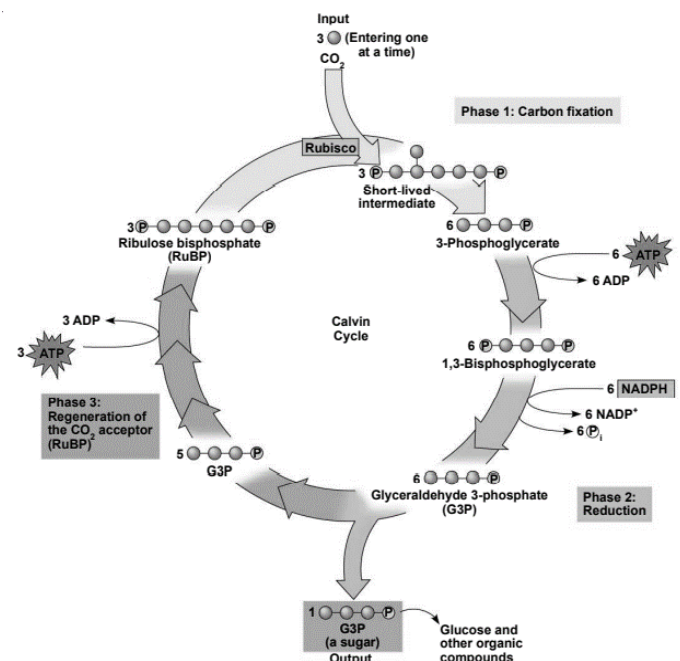 Input
3 (Entering one
at a time)
CO2
Phase 1: Carbon fixation
Rubisco
3 P P
Short-lived
intermediate
3 P P
Ribulose bisphosphate
(RuBP)
6 P
3-Phosphoglycerate
6 ATP
6 ADP
3 ADP
3 ATP
Calvin
Cycle
6 P P
1,3-Bisphosphoglycerate
6 NADPH
6 NADP+
6 Pi
Phase 3:
Regeneration of
the CO2 acceptor
(RuBP)
5 P
G3P
6 P
Glyceraldehyde 3-phosphate
(G3P)
Phase 2:
Reduction
1 P
G3P
(a sugar)
Output
Glucose and
other organic
compounds